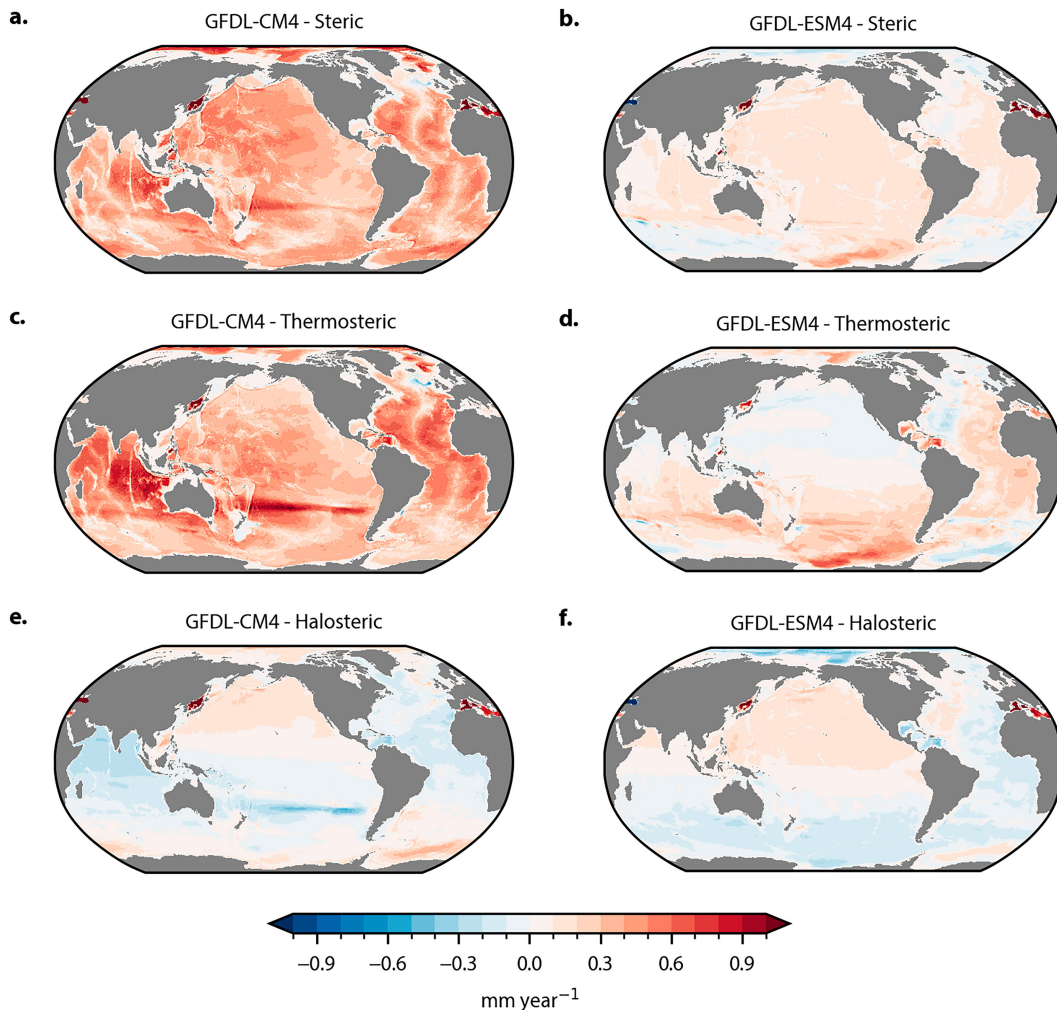 a.
GFDL-CM4 - Steric
b.
GFDL-ESM4 - Steric
c.
GFDL-CM4 - Thermosteric
d.
GFDL-ESM4 - Thermosteric
e.
GFDL-CM4 - Halosteric
f.
GFDL-ESM4 - Halosteric
−0.9 −0.6 −0.3 0.0 0.3 0.6 0.9
mm year⁻¹